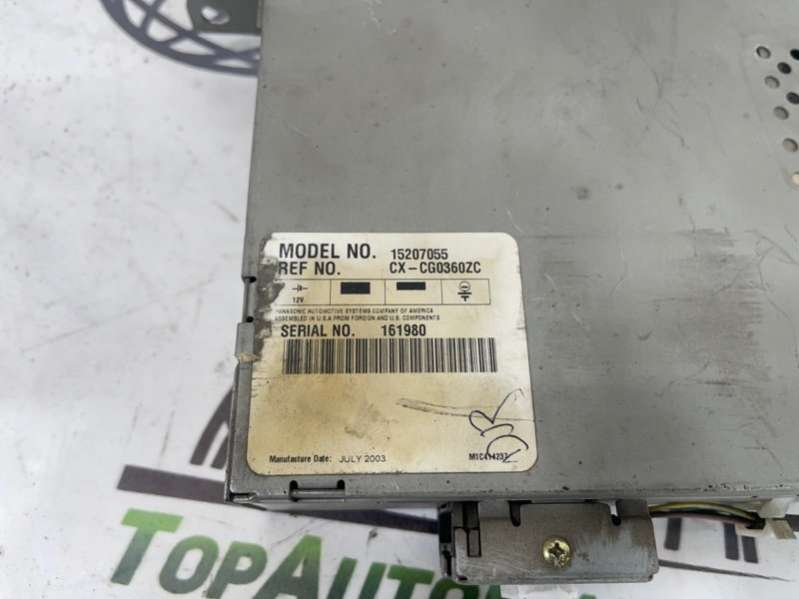 MODEL NO. 15207055
REF NO. CX-CG0360ZC
12V
PANASONIC AUTOMOTIVE SYSTEMS COMPANY OF AMERICA
ASSEMBLED IN U.S.A FROM FOREIGN AND U.S. COMPONENTS
SERIAL NO. 161980
Manufacture Date: JULY 2003
TOPAUTO